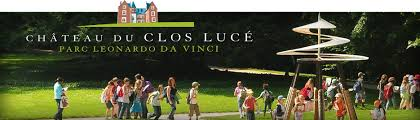 CHÂTEAU DU CLOS LUCÉ
PARC LEONARDO DA VINCI